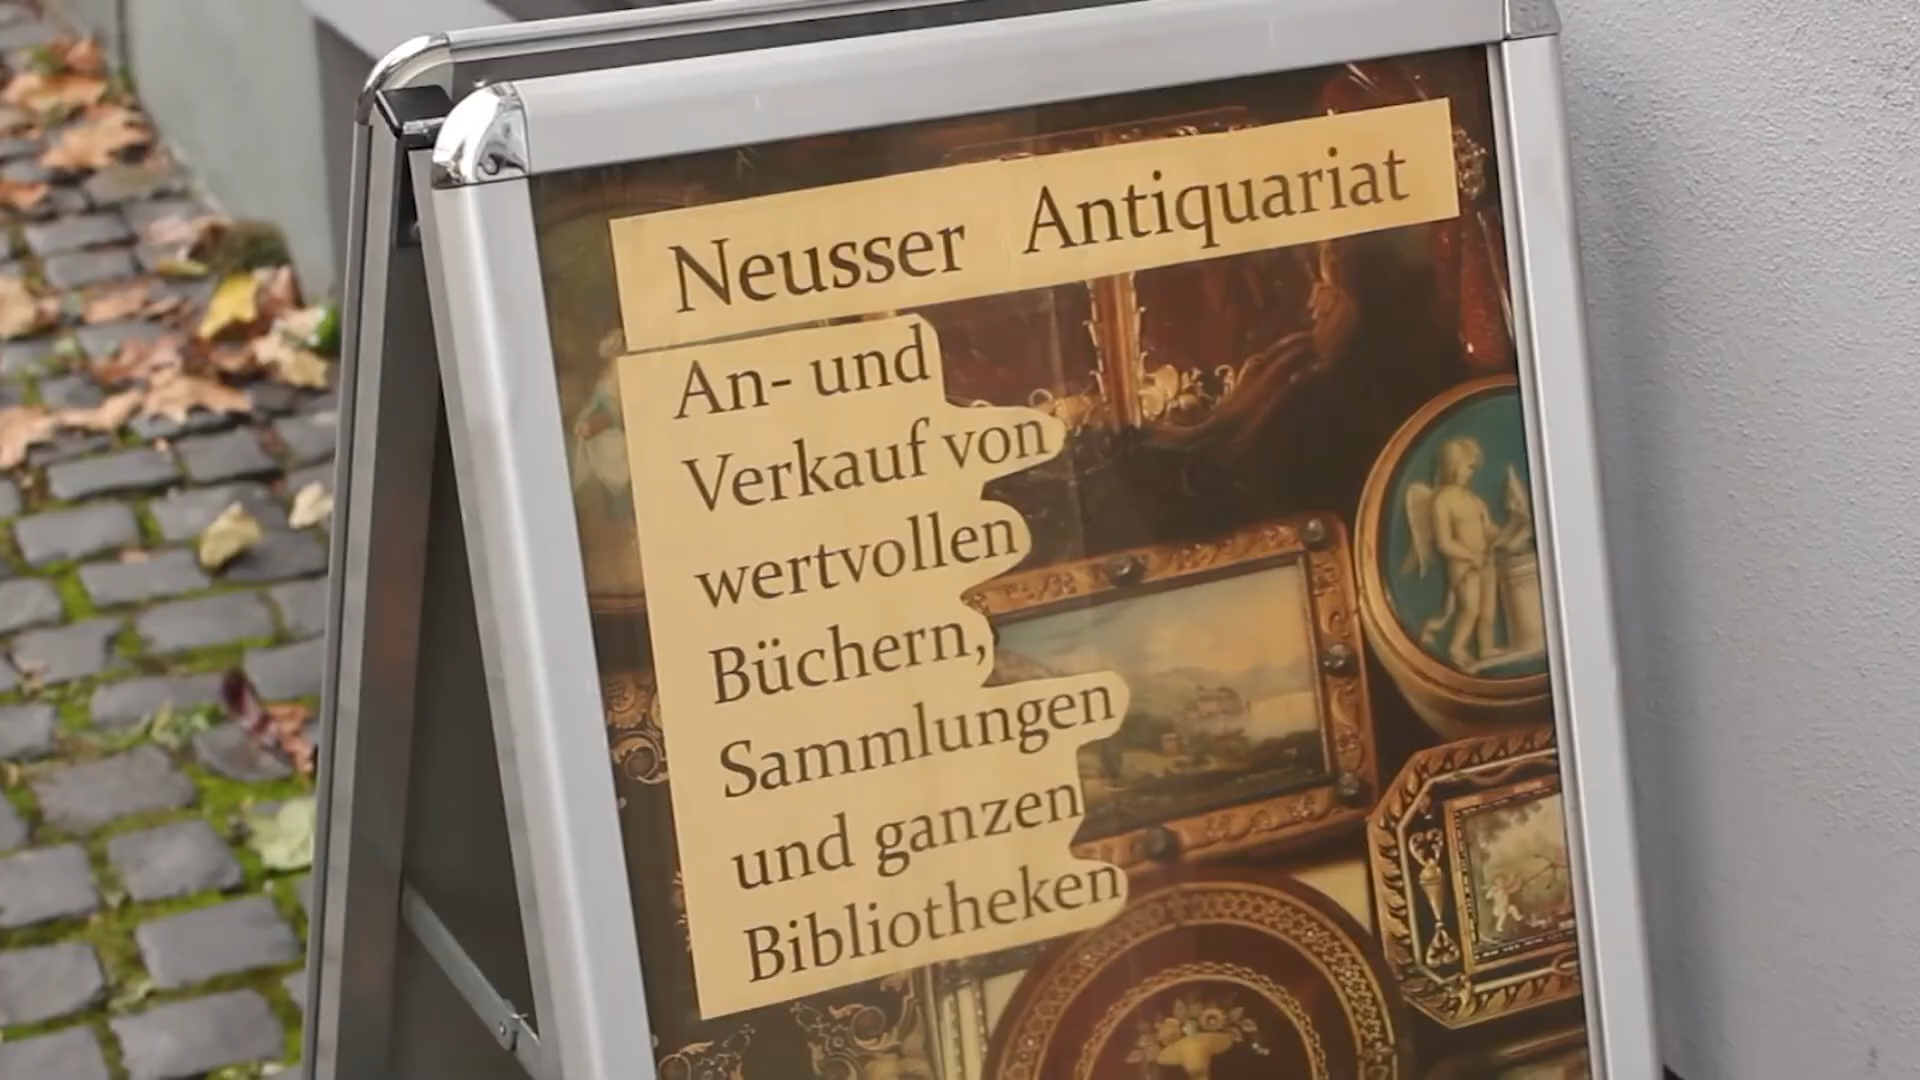 Neusser Antiquariat
An- und
Verkauf von
wertvollen
Büchern,
Sammlungen
und ganzen
Bibliotheken